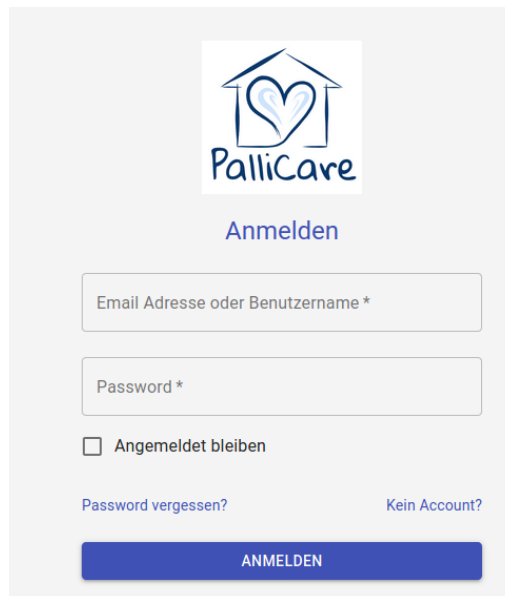 PalliCare
Anmelden
Email Adresse oder Benutzername *
Password *
Angemeldet bleiben
Password vergessen? Kein Account?
ANMELDEN